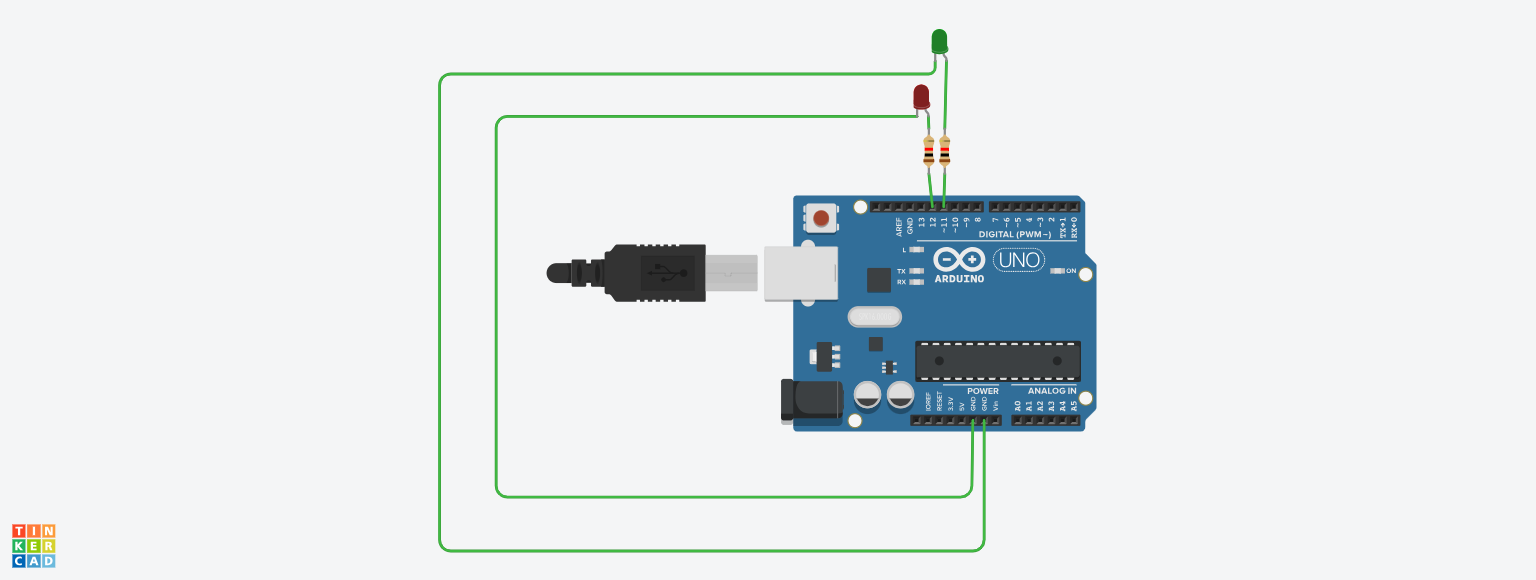 AREF
GND
13
12
~11
~10
~9
8
7
~6
~5
4
~3
2
TX→1
RX←0
DIGITAL (PWM~)
L
TX
RX
UNO
ON
ARDUINO
POWER
ANALOG IN
IOREF
RESET
3.3V
5V
GND
GND
Vin
A0
A1
A2
A3
A4
A5
TIN
KER
CAD